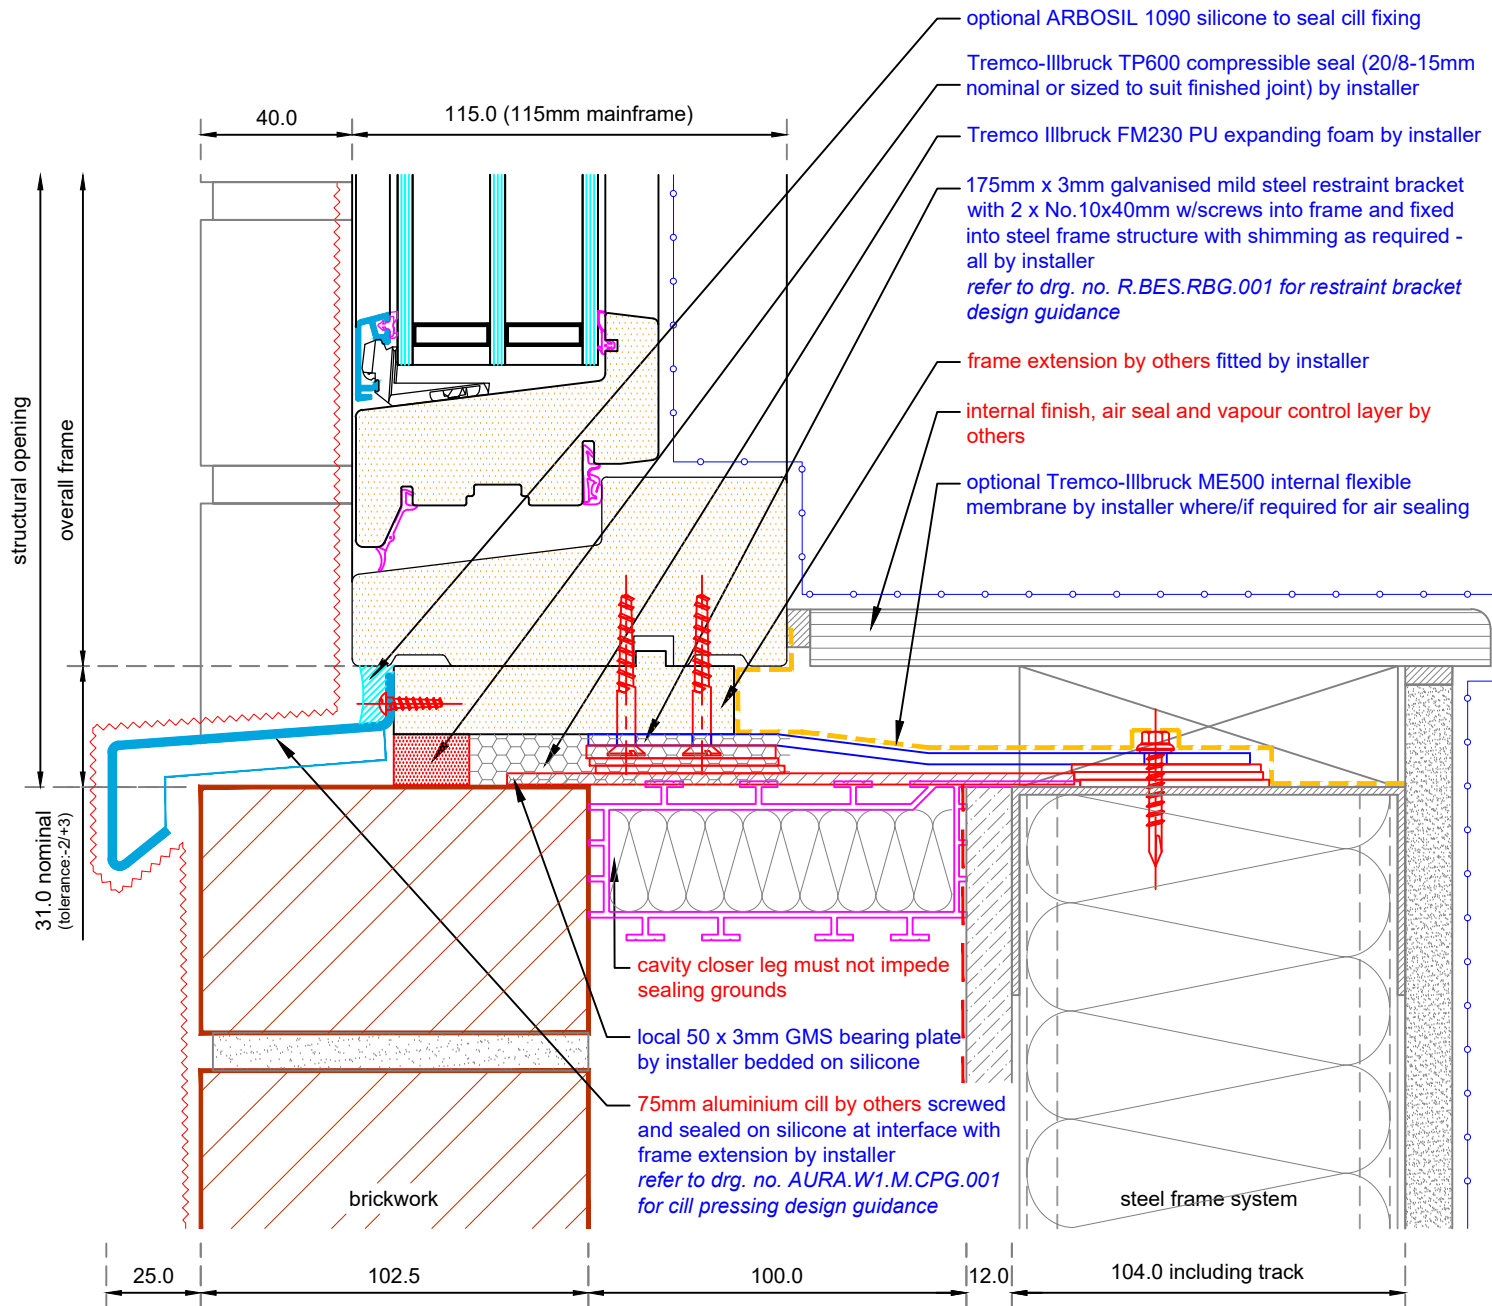 optional ARBOSIL 1090 silicone to seal cill fixing
Tremco-Illbruck TP600 compressible seal (20/8-15mm
nominal or sized to suit finished joint) by installer
40.0
115.0 (115mm mainframe)
Tremco Illbruck FM230 PU expanding foam by installer
175mm x 3mm galvanised mild steel restraint bracket
with 2 x No.10x40mm w/screws into frame and fixed
into steel frame structure with shimming as required -
all by installer
refer to drg. no. R.BES.RBG.001 for restraint bracket
design guidance
frame extension by others fitted by installer
internal finish, air seal and vapour control layer by
others
optional Tremco-Illbruck ME500 internal flexible
membrane by installer where/if required for air sealing
structural opening
overall frame
31.0 nominal
(tolerance:-2/+3)
cavity closer leg must not impede
sealing grounds
local 50 x 3mm GMS bearing plate
by installer bedded on silicone
75mm aluminium cill by others screwed
and sealed on silicone at interface with
frame extension by installer
refer to drg. no. AURA.W1.M.CPG.001
for cill pressing design guidance
brickwork
steel frame system
25.0
102.5
100.0
12.0
104.0 including track